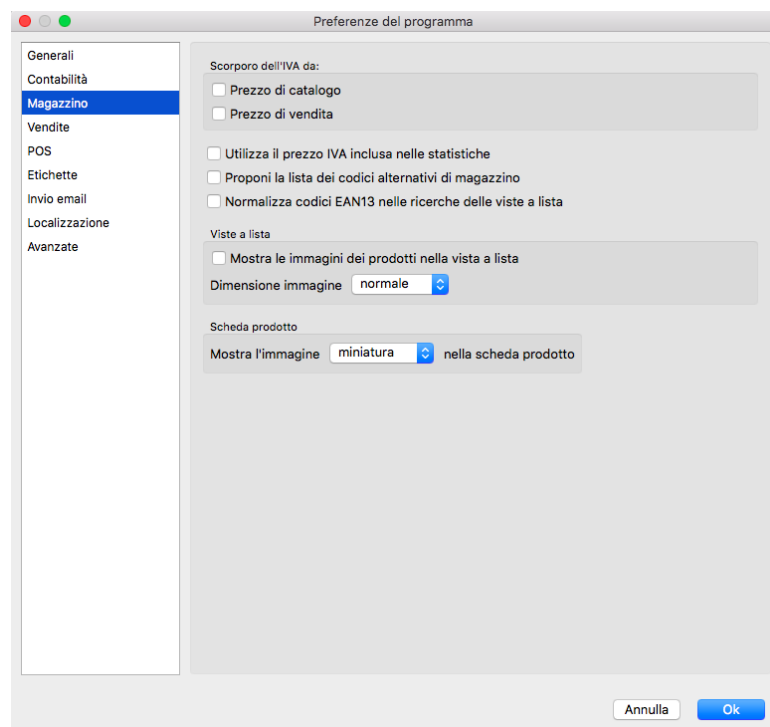 Preferenze del programma
Generali
Contabilità
Magazzino
Vendite
POS
Etichette
Invio email
Localizzazione
Avanzate
Scorporo dell'IVA da:
Prezzo di catalogo
Prezzo di vendita
Utilizza il prezzo IVA inclusa nelle statistiche
Proponi la lista dei codici alternativi di magazzino
Normalizza codici EAN13 nelle ricerche delle viste a lista
Viste a lista
Mostra le immagini dei prodotti nella vista a lista
Dimensione immagine normale
Scheda prodotto
Mostra l'immagine miniatura nella scheda prodotto
Annulla Ok